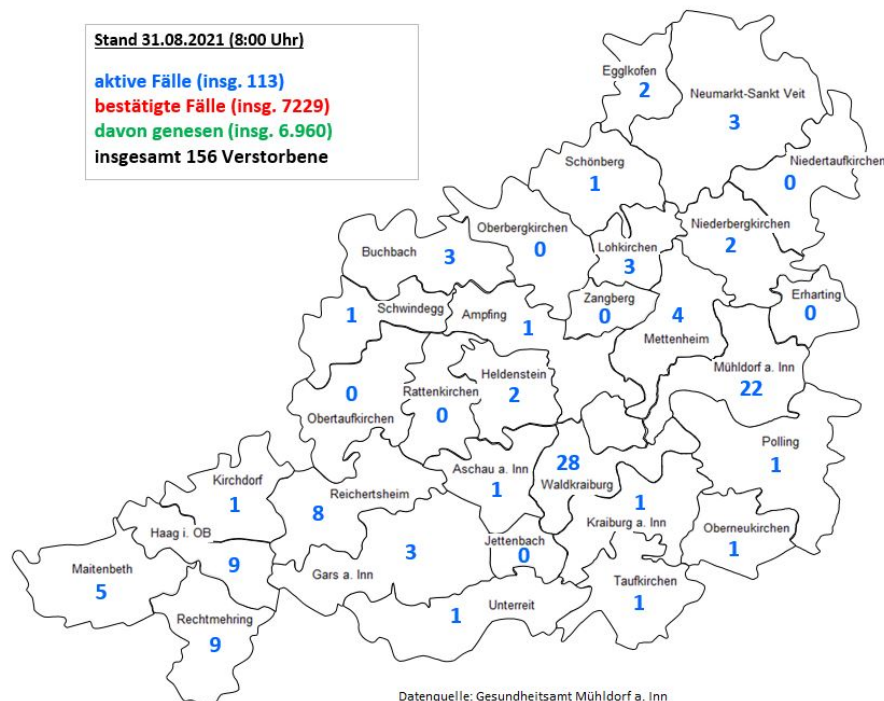 Stand 31.08.2021 (8:00 Uhr)
aktive Fälle (insg. 113)
bestätigte Fälle (insg. 7229)
davon genesen (insg. 6.960)
insgesamt 156 Verstorbene
Egglkofen
2
Neumarkt-Sankt Veit
3
Schönberg
1
Niedertaufkirchen
0
Buchbach
3
Oberbergkirchen
0
Lohkirchen
3
Niederbergkirchen
2
Schwindegg
1
Ampfing
1
Zangberg
0
4
Mettenheim
Erharting
0
Mühldorf a. Inn
22
0
Obertaufkirchen
Rattenkirchen
0
Heldenstein
2
Polling
1
Kirchdorf
1
Reichertsheim
8
Aschau a. Inn
1
28
Waldkraiburg
1
Kraiburg a. Inn
Oberneukirchen
1
Haag i. OB
9
Maitenbeth
5
Gars a. Inn
3
Jettenbach
0
Taufkirchen
1
Rechtmehring
9
1
Unterreit
Datenquelle: Gesundheitsamt Mühldorf a. Inn